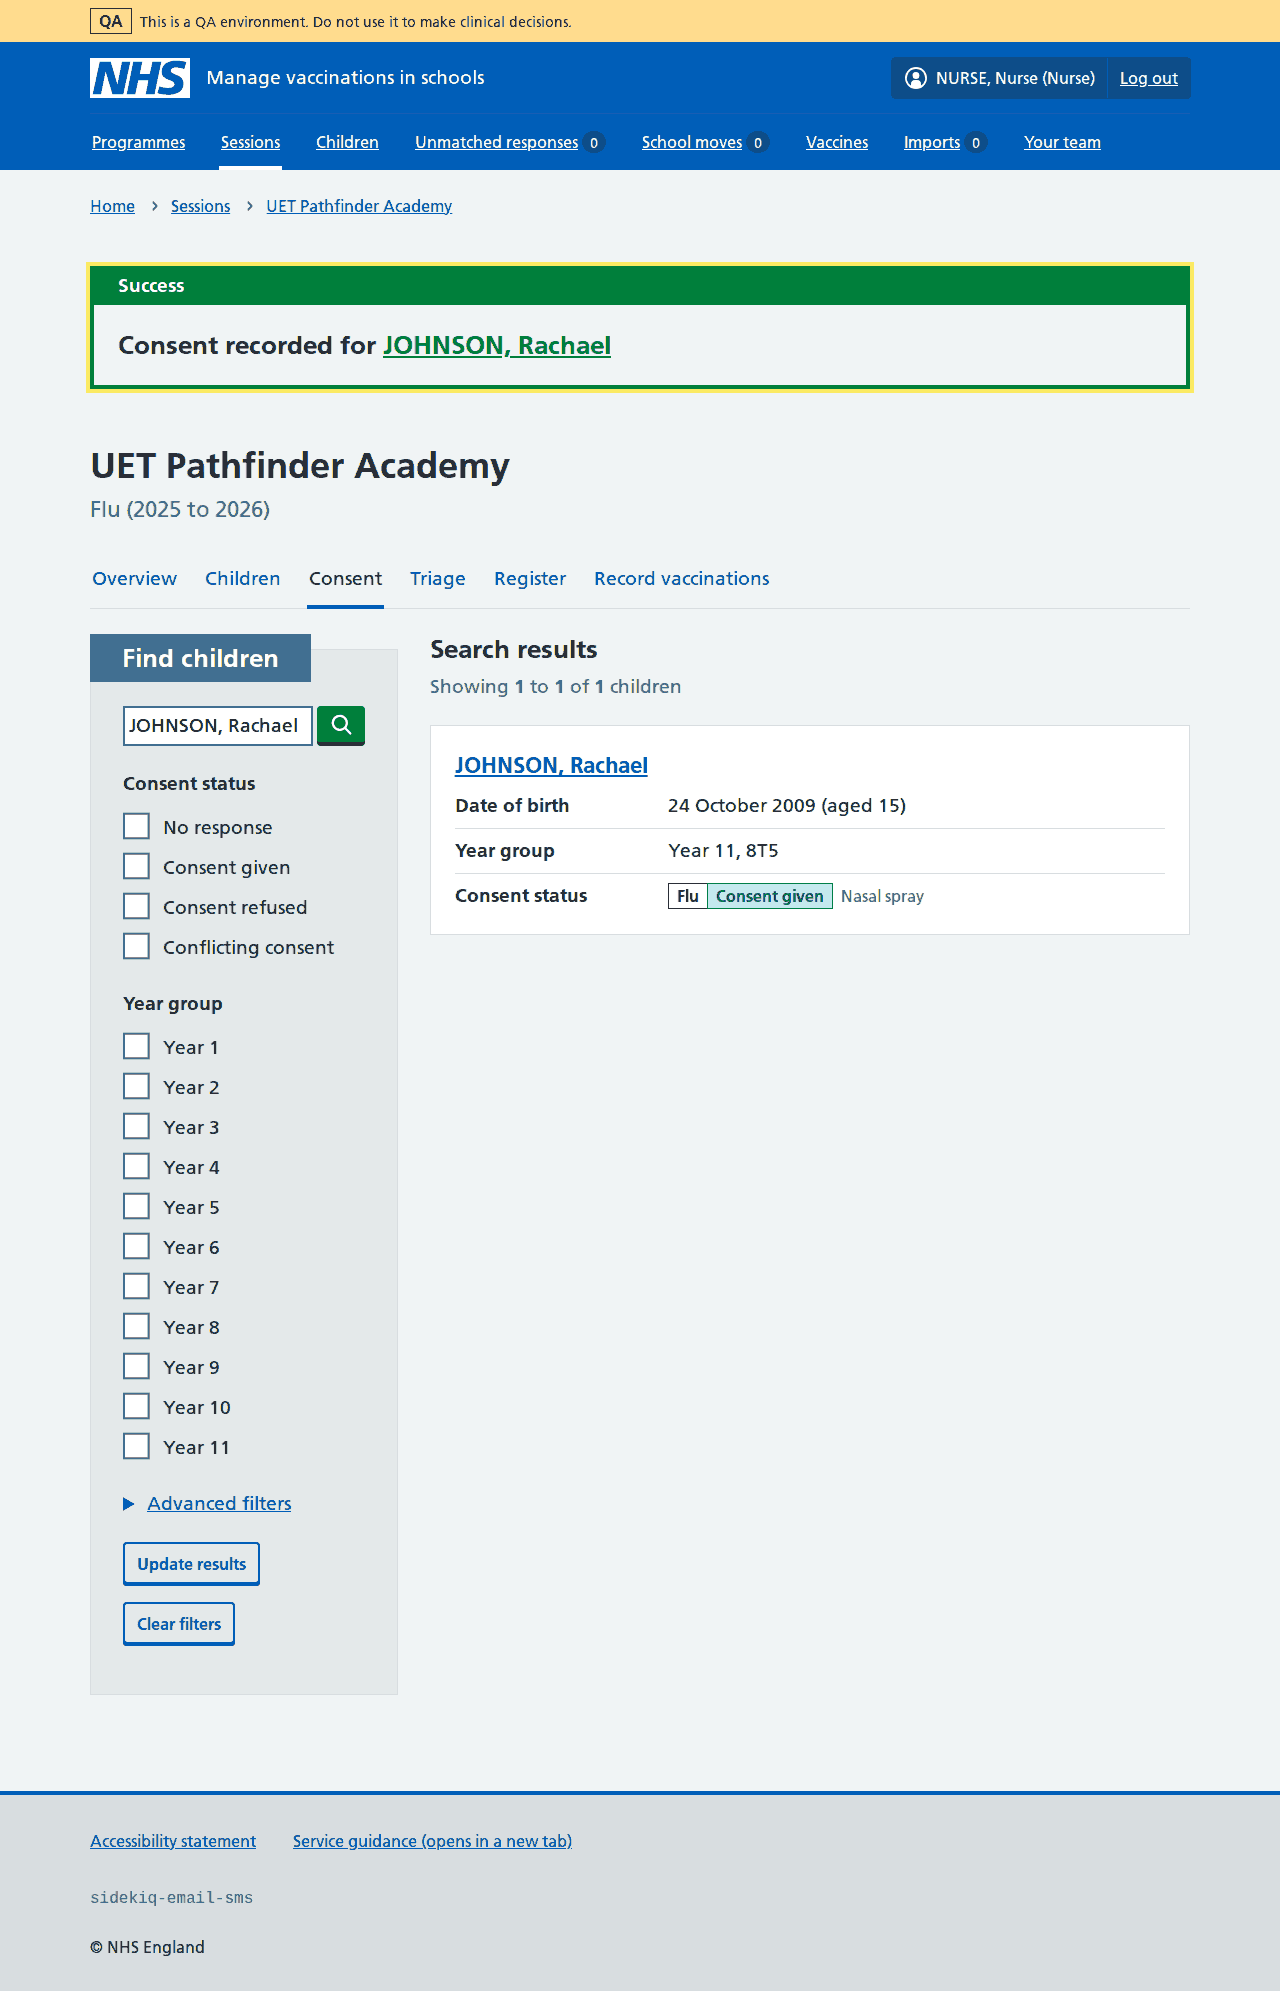 QA This is a QA environment. Do not use it to make clinical decisions.
NHS Manage vaccinations in schools NURSE, Nurse (Nurse) Log out
Programmes Sessions Children Unmatched responses 0 School moves 0 Vaccines Imports 0 Your team
Home › Sessions › UET Pathfinder Academy
Success
Consent recorded for JOHNSON, Rachael
UET Pathfinder Academy
Flu (2025 to 2026)
Overview Children Consent Triage Register Record vaccinations
Find children
JOHNSON, Rachael
Consent status
No response
Consent given
Consent refused
Conflicting consent
Year group
Year 1
Year 2
Year 3
Year 4
Year 5
Year 6
Year 7
Year 8
Year 9
Year 10
Year 11
Advanced filters
Update results
Clear filters
Search results
Showing 1 to 1 of 1 children
JOHNSON, Rachael
Date of birth 24 October 2009 (aged 15)
Year group Year 11, 8T5
Consent status Flu Consent given Nasal spray
Accessibility statement Service guidance (opens in a new tab)
sidekiq-email-sms
© NHS England